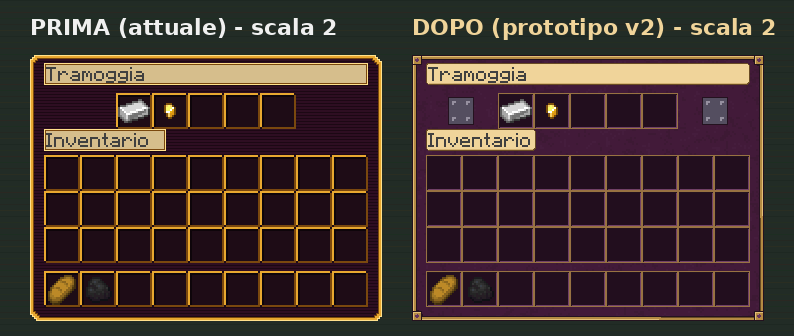 PRIMA (attuale) - scala 2
DOPO (prototipo v2) - scala 2
Tramoggia
Tramoggia
Inventario
Inventario